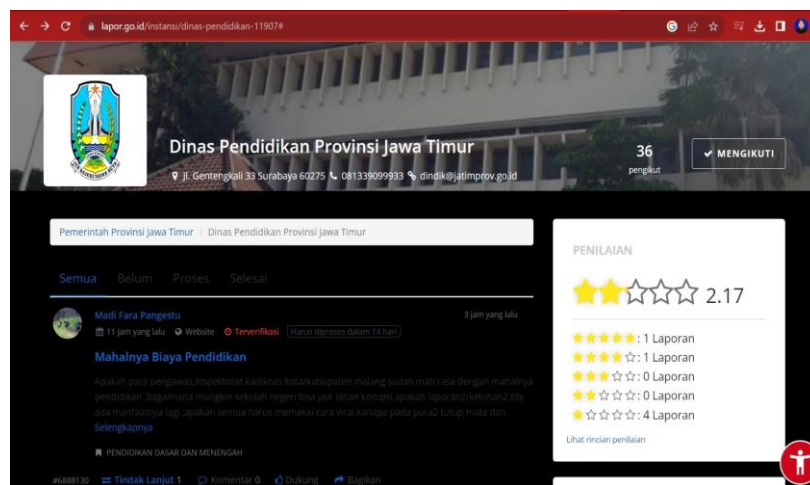 lapor.go.id/instansi/dinas-pendidikan-11907#
Dinas Pendidikan Provinsi Jawa Timur
Jl. Gentengkali 33 Surabaya 60275 081339099933 dindik@jatimprov.go.id
36
pengikut
MENGIKUTI
Pemerintah Provinsi Jawa Timur / Dinas Pendidikan Provinsi Jawa Timur
Semua Belum Proses Selesai
Madi Fara Pangestu 3 jam yang lalu
11 jam yang lalu Website Terverifikasi Harus diproses dalam 14 hari
Mahalnya Biaya Pendidikan
Apakah para pengawas,inspektorat,kadiknas kota/kabupaten malang sudah mati rasa dengan mahalnya
pendidikan ,bagaimana mungkin sekolah negeri bisa jadi lahan korupsi,apakah laporan2/keluhan2 tdk
ada manfaatnya lagi ,apakah semua harus memakai cara viral,kanapa pada pura2 tutup mata dan
Selengkapnya
PENDIDIKAN DASAR DAN MENENGAH
#6888130 Tindak Lanjut 1 Komentar 0 Dukung Bagikan
PENILAIAN
2.17
: 1 Laporan
: 1 Laporan
: 0 Laporan
: 0 Laporan
: 4 Laporan
Lihat rincian penilaian